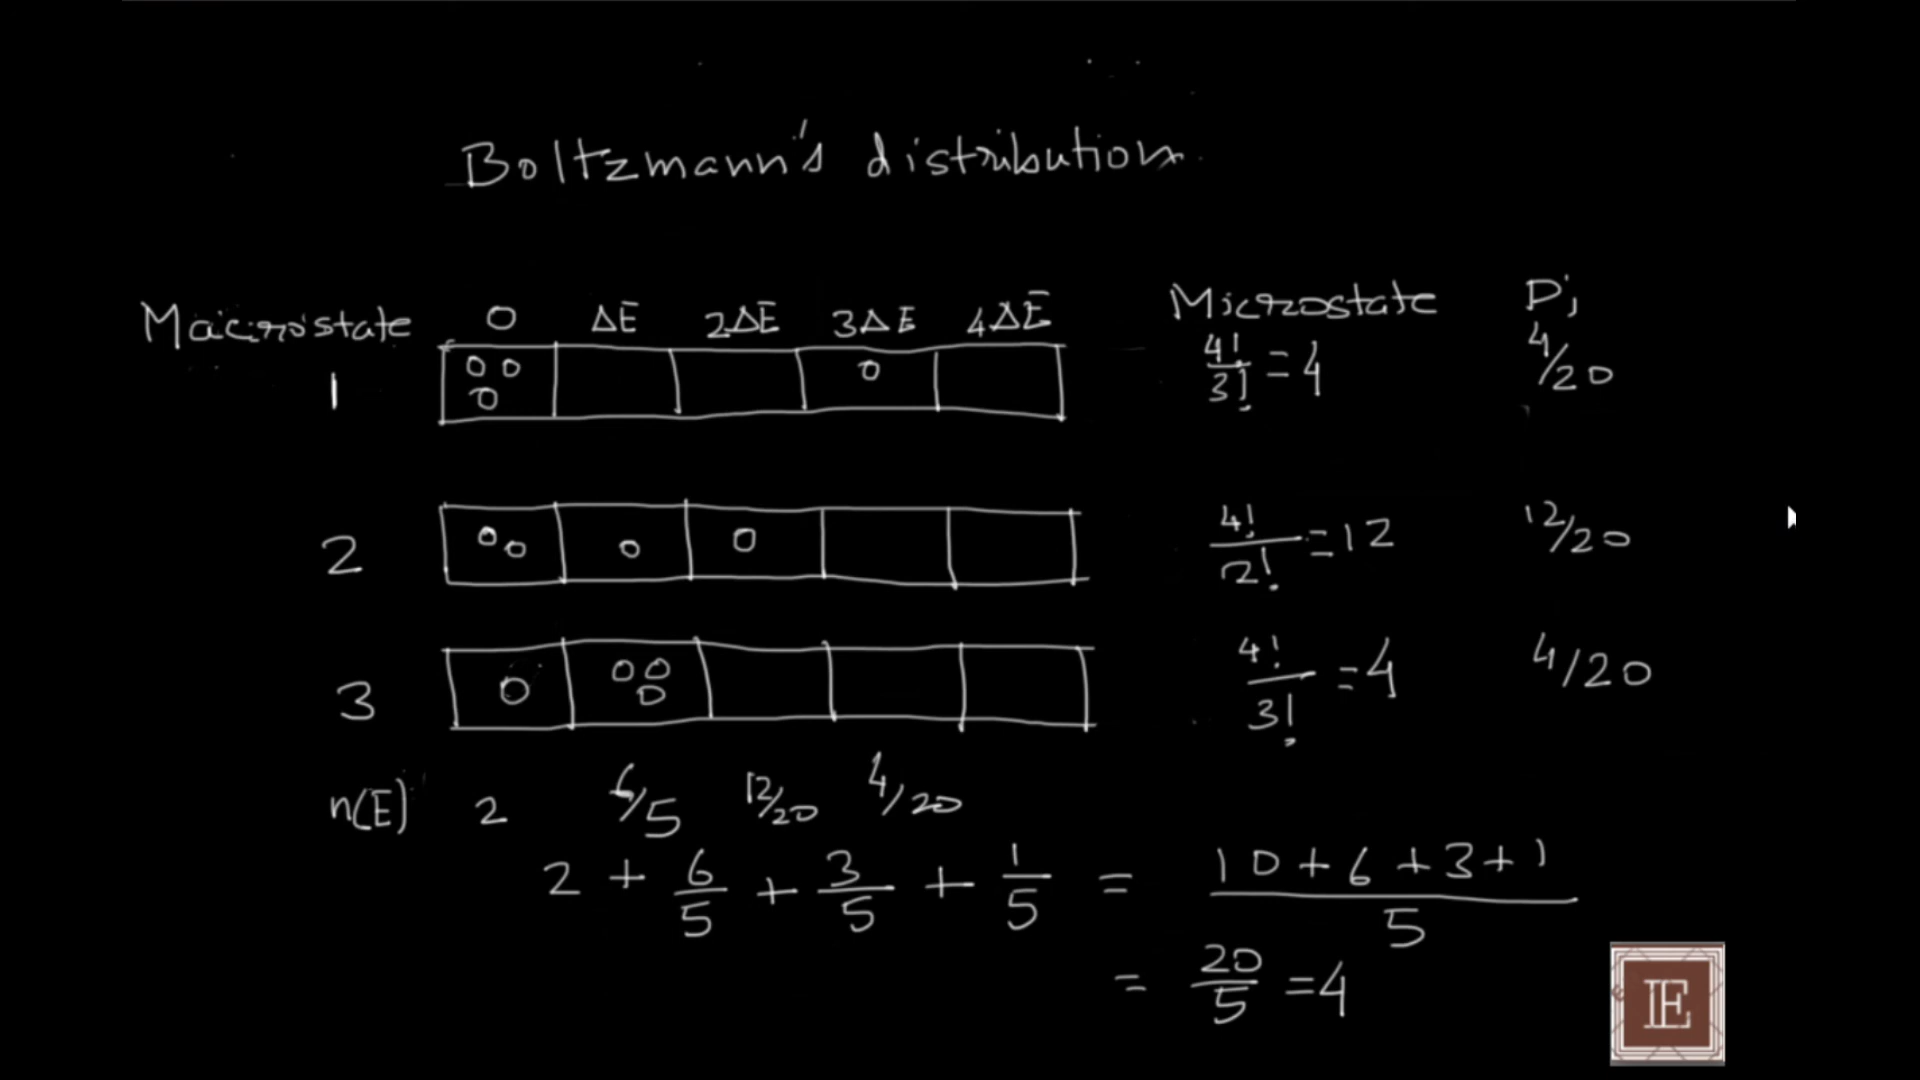 Boltzmann's distribution
Macrostate 0 ΔE 2ΔE 3ΔE 4ΔE Microstate Pj
1 4!/3! = 4 4/20
2 4!/2! = 12 12/20
3 4!/3! = 4 4/20
n(E) 2 6/5 12/20 4/20
2 + 6/5 + 3/5 + 1/5 = 10+6+3+1/5
= 20/5 = 4
IE